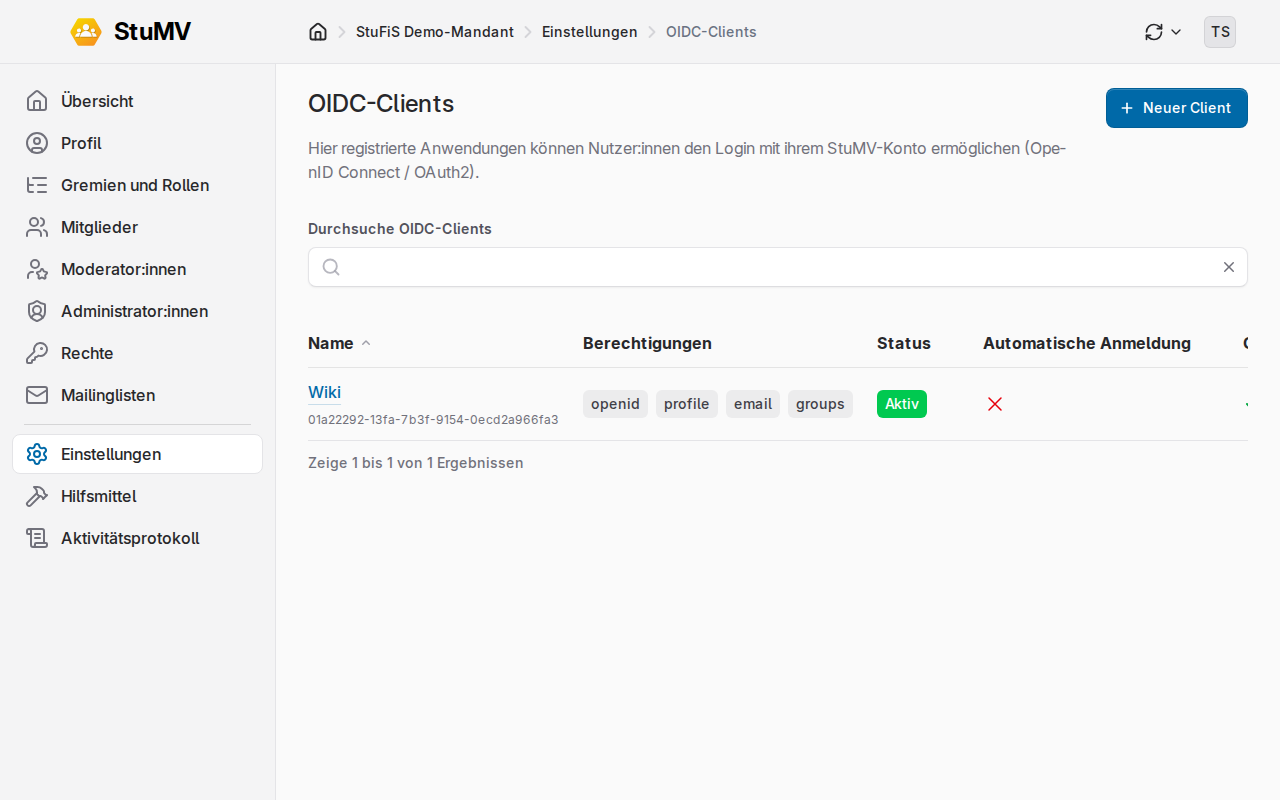 StuMV
StuFiS Demo-Mandant
Einstellungen
OIDC-Clients
TS
Übersicht
Profil
Gremien und Rollen
Mitglieder
Moderator:innen
Administrator:innen
Rechte
Mailinglisten
Einstellungen
Hilfsmittel
Aktivitätsprotokoll
OIDC-Clients
Neuer Client
Hier registrierte Anwendungen können Nutzer:innen den Login mit ihrem StuMV-Konto ermöglichen (Ope-
nID Connect / OAuth2).
Durchsuche OIDC-Clients
Name Berechtigungen Status Automatische Anmeldung
Wiki
01a22292-13fa-7b3f-9154-0ecd2a966fa3
openid profile email groups Aktiv
Zeige 1 bis 1 von 1 Ergebnissen